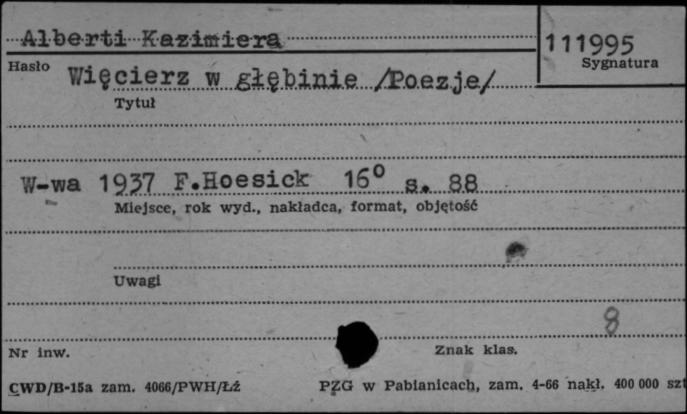 Alberti Kazimiera
111995
Hasło
Sygnatura
Więcierz w głębinie /Poezje/
Tytuł
W-wa 1937 F.Hoesick 16° s. 88
Miejsce, rok wyd., nakładca, format, objętość
Uwagi
8
Nr inw.
Znak klas.
CWD/B-15a zam. 4066/PWH/Łź
PZG w Pabianicach, zam. 4-66 nakł. 400 000 szt